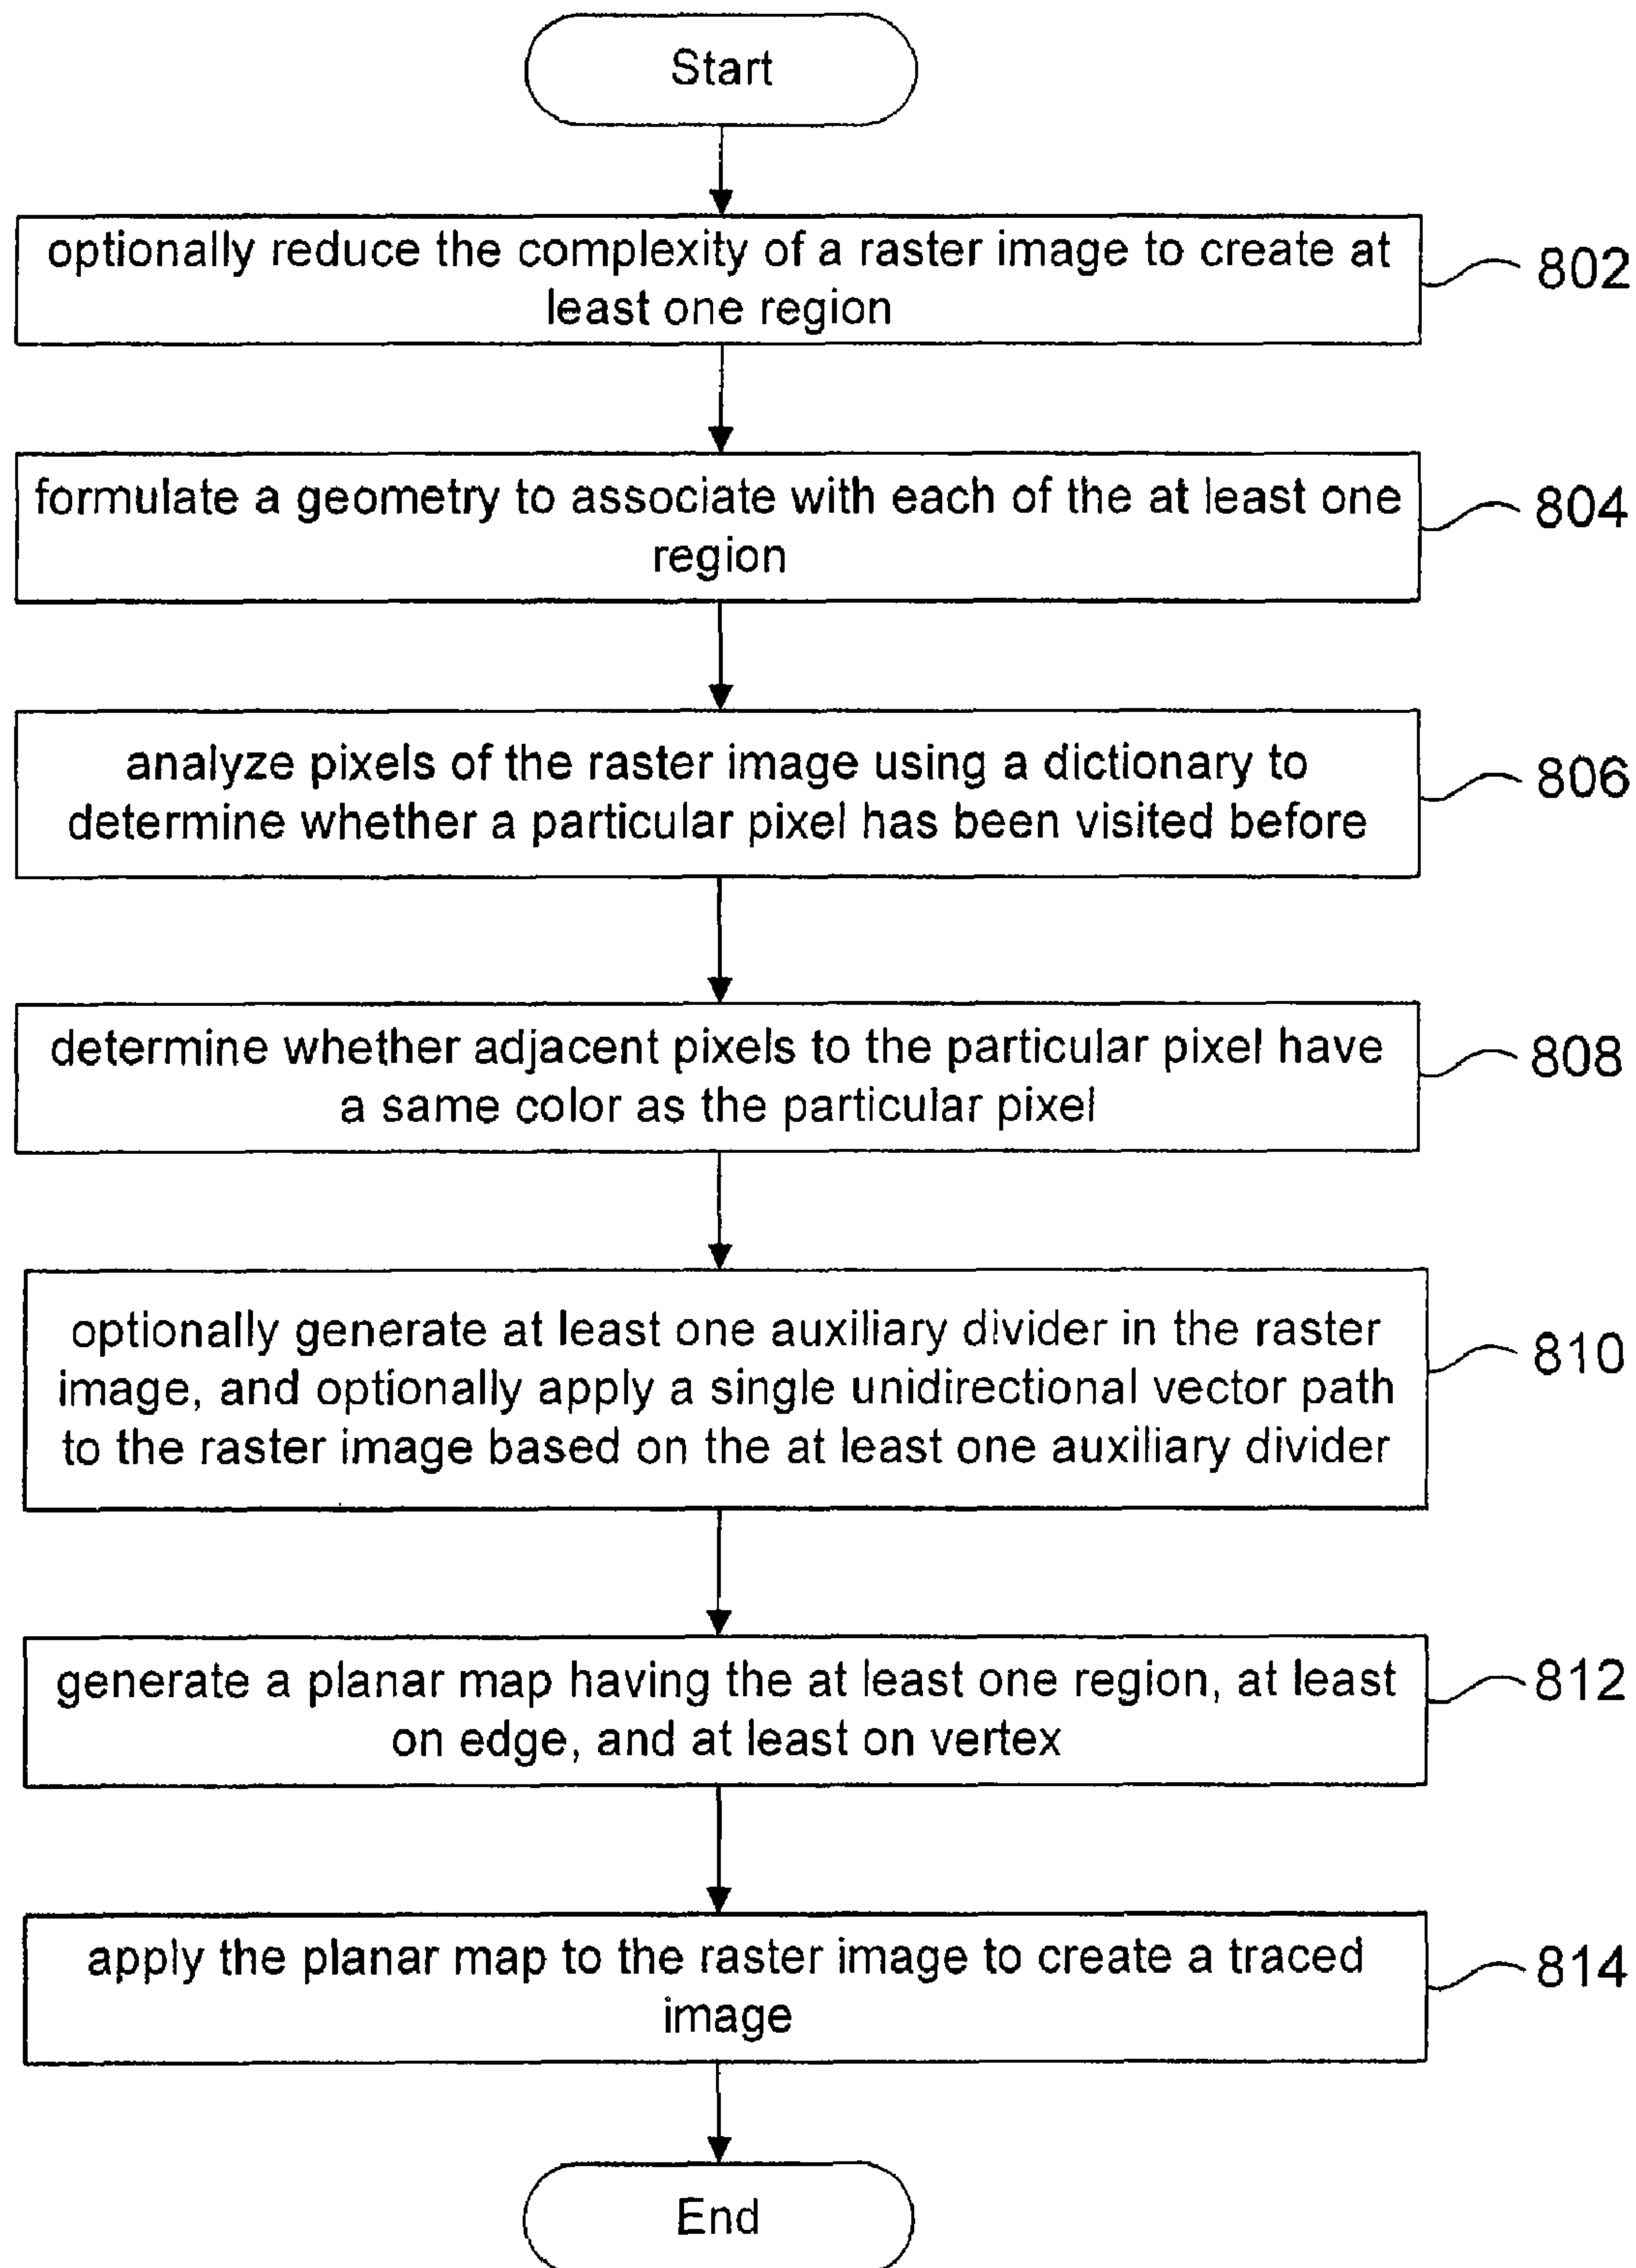 Start
optionally reduce the complexity of a raster image to create at
least one region
802
formulate a geometry to associate with each of the at least one
region
804
analyze pixels of the raster image using a dictionary to
determine whether a particular pixel has been visited before
806
determine whether adjacent pixels to the particular pixel have
a same color as the particular pixel
808
optionally generate at least one auxiliary divider in the raster
image, and optionally apply a single unidirectional vector path
to the raster image based on the at least one auxiliary divider
810
generate a planar map having the at least one region, at least
on edge, and at least on vertex
812
apply the planar map to the raster image to create a traced
image
814
End